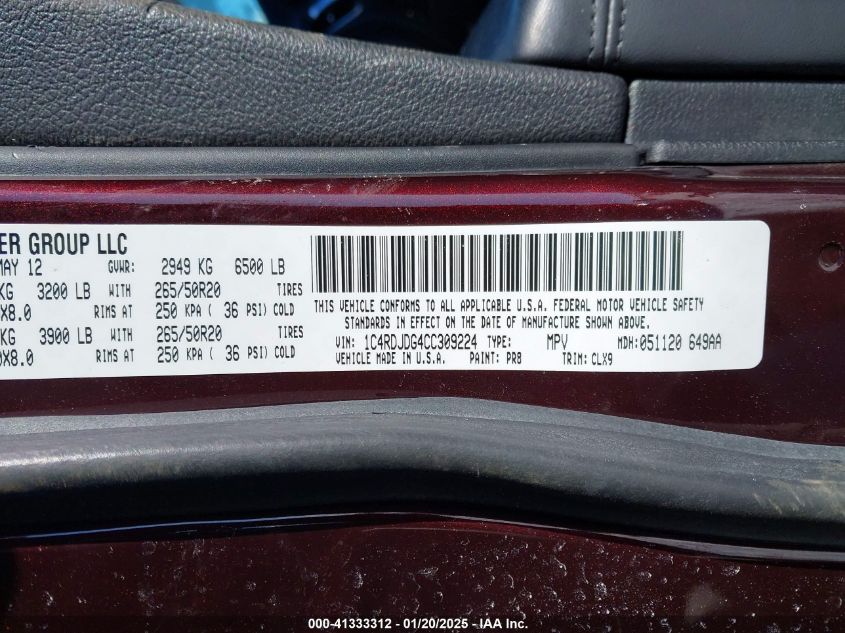 ER GROUP LLC
MAY 12 GVWR: 2949 KG 6500 LB
KG 3200 LB WITH 265/50R20 TIRES
X8.0 RIMS AT 250 KPA ( 36 PSI) COLD
KG 3900 LB WITH 265/50R20 TIRES
0X8.0 RIMS AT 250 KPA ( 36 PSI) COLD
THIS VEHICLE CONFORMS TO ALL APPLICABLE U.S.A. FEDERAL MOTOR VEHICLE SAFETY
STANDARDS IN EFFECT ON THE DATE OF MANUFACTURE SHOWN ABOVE.
VIN: 1C4RDJDG4CC309224 TYPE: MPV MDH: 051120 649AA
VEHICLE MADE IN U.S.A. PAINT: PR8 TRIM: CLX9
000-41333312 - 01/20/2025 - IAA Inc.